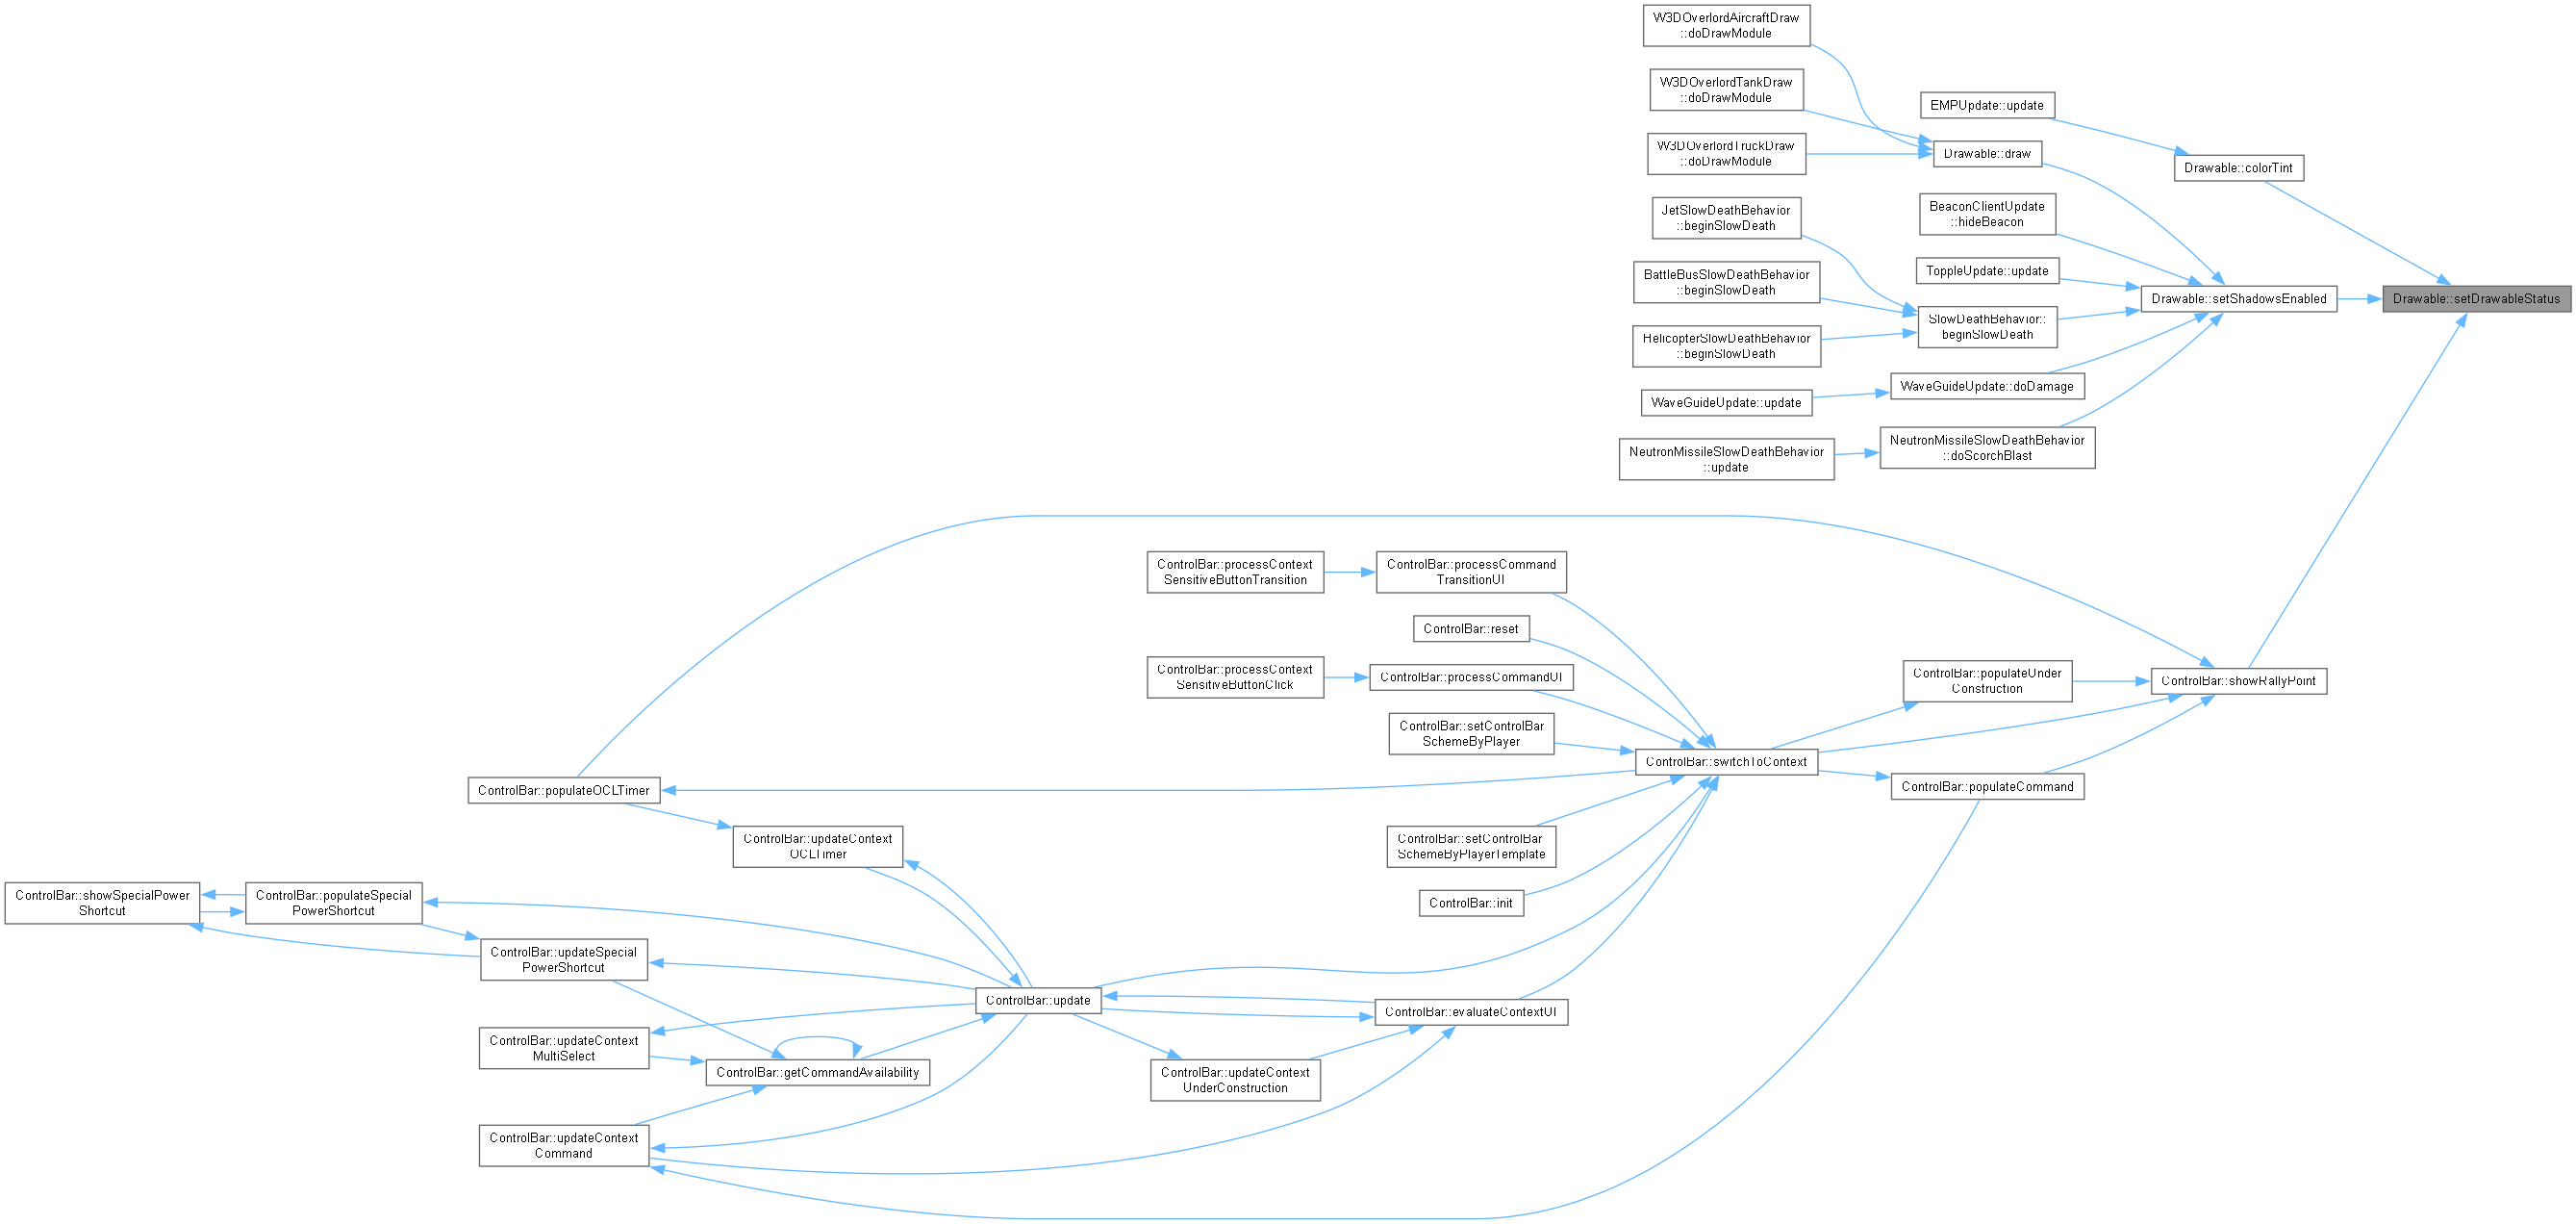 W3DOverlordAircraftDraw
::doDrawModule
W3DOverlordTankDraw
::doDrawModule
EMPUpdate::update
W3DOverlordTruckDraw
::doDrawModule
Drawable::draw
Drawable::colorTint
JetSlowDeathBehavior
::beginSlowDeath
BeaconClientUpdate
::hideBeacon
BattleBusSlowDeathBehavior
::beginSlowDeath
ToppleUpdate::update
Drawable::setShadowsEnabled
Drawable::setDrawableStatus
HelicopterSlowDeathBehavior
::beginSlowDeath
SlowDeathBehavior::
beginSlowDeath
WaveGuideUpdate::update
WaveGuideUpdate::doDamage
NeutronMissileSlowDeathBehavior
::update
NeutronMissileSlowDeathBehavior
::doScorchBlast
ControlBar::processContext
SensitiveButtonTransition
ControlBar::processCommand
TransitionUI
ControlBar::reset
ControlBar::processContext
SensitiveButtonClick
ControlBar::processCommandUI
ControlBar::populateUnder
Construction
ControlBar::showRallyPoint
ControlBar::setControlBar
SchemeByPlayer
ControlBar::switchToContext
ControlBar::populateOCLTimer
ControlBar::populateCommand
ControlBar::updateContext
OCLTimer
ControlBar::setControlBar
SchemeByPlayerTemplate
ControlBar::showSpecialPower
Shortcut
ControlBar::populateSpecial
PowerShortcut
ControlBar::init
ControlBar::updateSpecial
PowerShortcut
ControlBar::update
ControlBar::evaluateContextUI
ControlBar::updateContext
MultiSelect
ControlBar::getCommandAvailability
ControlBar::updateContext
UnderConstruction
ControlBar::updateContext
Command